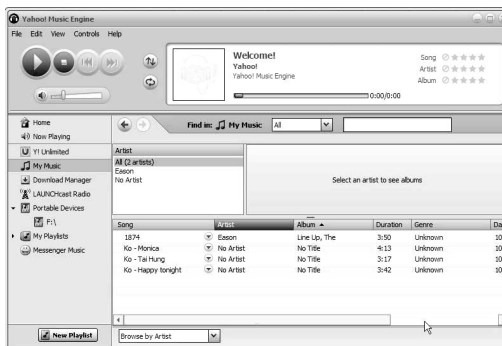 Yahoo! Music Engine
File Edit View Controls Help
Welcome!
Yahoo!
Yahoo! Music Engine
0:00/0:00
Song
Artist
Album
Home
Now Playing
Y! Unlimited
My Music
Download Manager
LAUNCHcast Radio
Portable Devices
F:\
My Playlists
Messenger Music
New Playlist
Find in: My Music All
Artist
All (2 artists)
Eason
No Artist
Select an artist to see albums
Song Artist Album Duration Genre Da
1874 Eason Line Up, The 3:50 Unknown 10
Ko - Monica No Artist No Title 4:13 Unknown 10
Ko - Tai Hung No Artist No Title 3:17 Unknown 10
Ko - Happy tonight No Artist No Title 3:42 Unknown 10
Browse by Artist